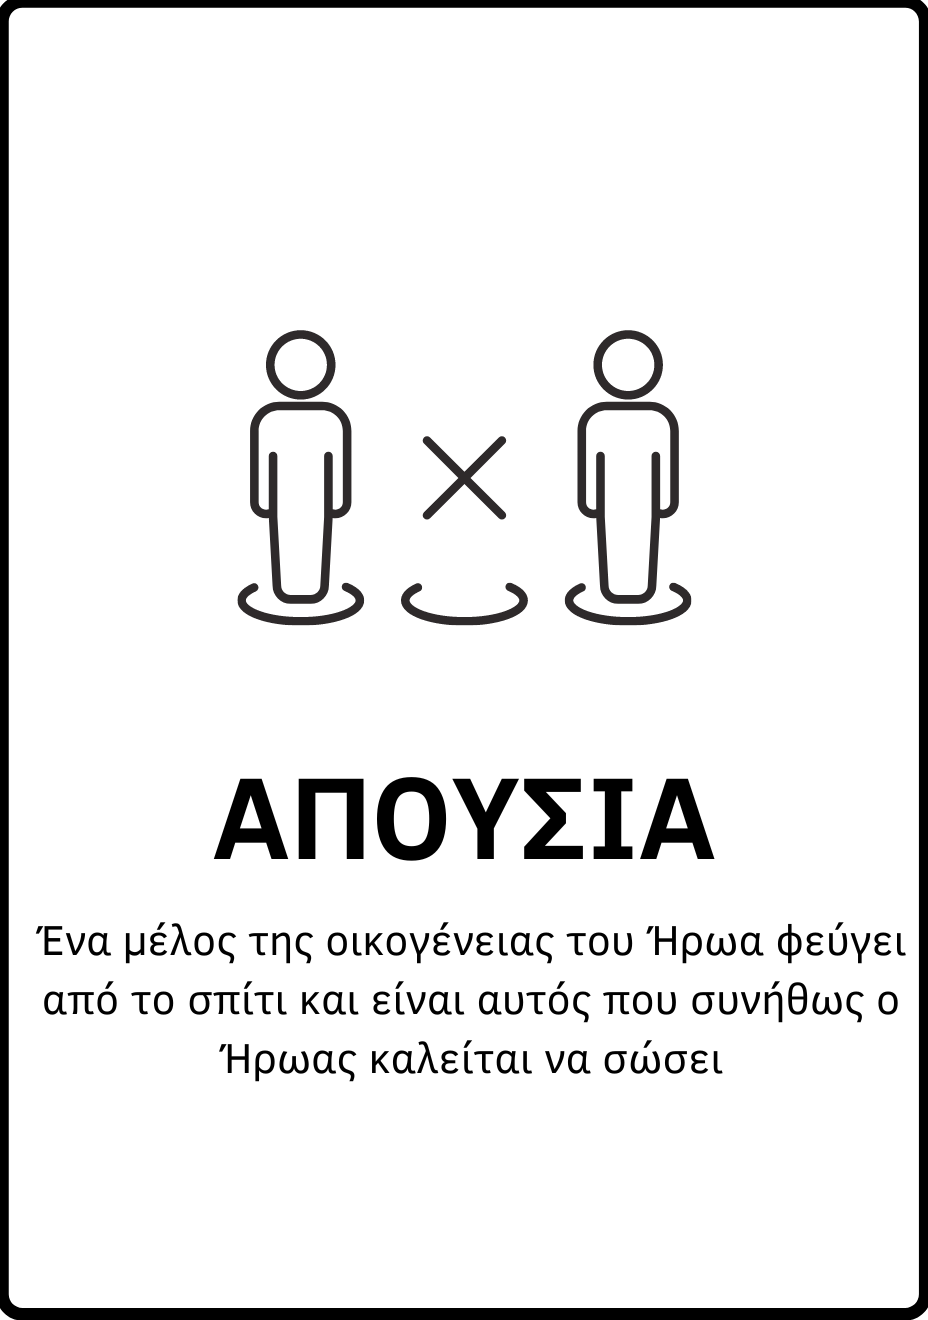 ΑΠΟΥΣΙΑ
Ένα μέλος της οικογένειας του Ήρωα φεύγει
από το σπίτι και είναι αυτός που συνήθως ο
Ήρωας καλείται να σώσει